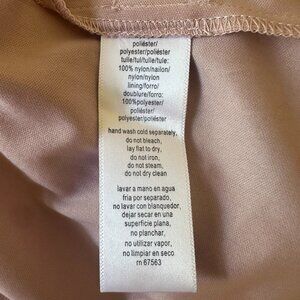 poliéster/
polyester/poliéster
tulle/tul/tulle/tule:
100% nylon/nailon/
nylon/nylon
lining/forro/
doublure/forro:
100%polyester/
poliéster/
polyester/poliéster
hand wash cold separately,
do not bleach,
lay flat to dry,
do not iron,
do not steam,
do not dry clean
lavar a mano en agua
fria por separado,
no lavar con blanqueador,
dejar secar en una
superficie plana,
no planchar,
no utilizar vapor,
no limpiar en seco
rn 67563